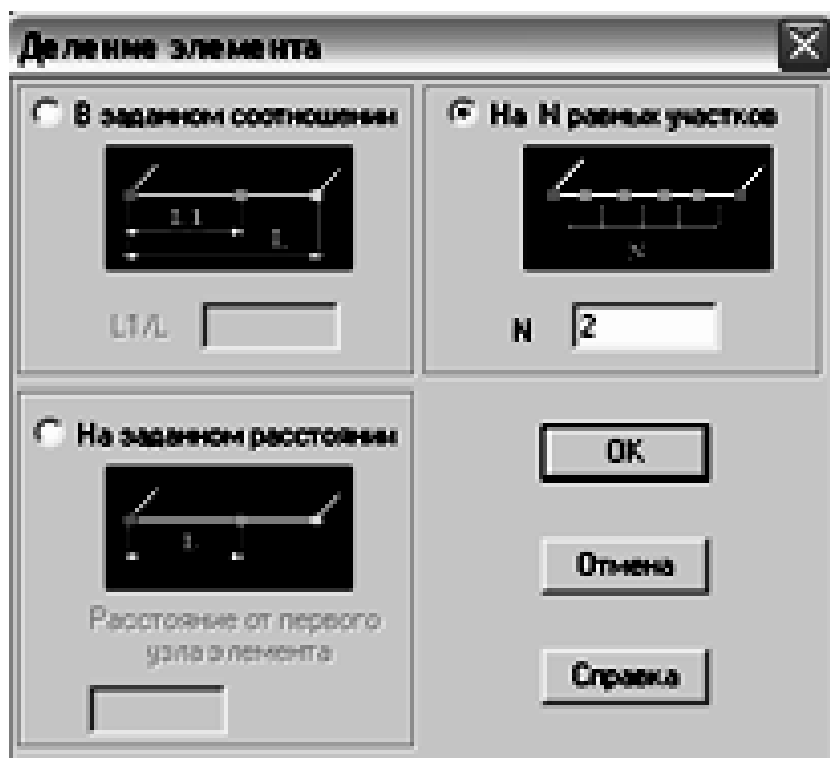 Деление элемента
В заданном соотношении
L1
L
L1/L
На N равных участков
N
N 2
На заданном расстоянии
L
Расстояние от первого
узла элемента
OK
Отмена
Справка